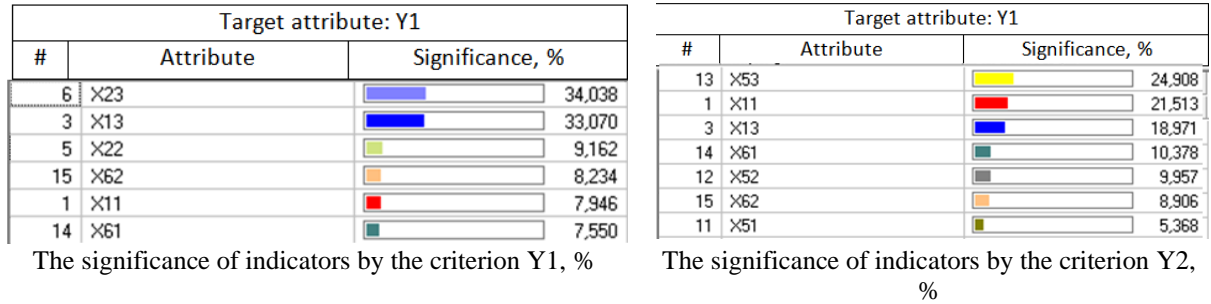 Target attribute: Y1
# Attribute Significance, %
6 X23 34,038
3 X13 33,070
5 X22 9,162
15 X62 8,234
1 X11 7,946
14 X61 7,550
The significance of indicators by the criterion Y1, %
Target attribute: Y1
# Attribute Significance, %
13 X53 24,908
1 X11 21,513
3 X13 18,971
14 X61 10,378
12 X52 9,957
15 X62 8,906
11 X51 5,368
The significance of indicators by the criterion Y2,
%